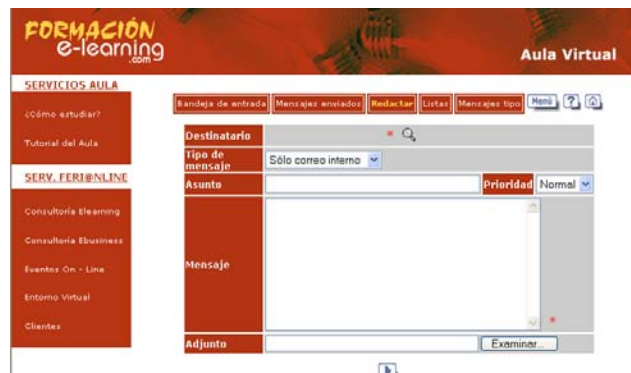 FORMACIÓN
e-learning
.com
Aula Virtual
SERVICIOS AULA
¿Cómo estudiar?
Tutorial del Aula
SERV. FERI@NLINE
Consultoría Elearning
Consultoría Ebusiness
Eventos On - Line
Entorno Virtual
Clientes
Bandeja de entrada Mensajes enviados Redactar Listas Mensajes tipo Menú ?
Destinatario *
Tipo de mensaje Sólo correo interno
Asunto Prioridad Normal
Mensaje *
Adjunto Examinar...